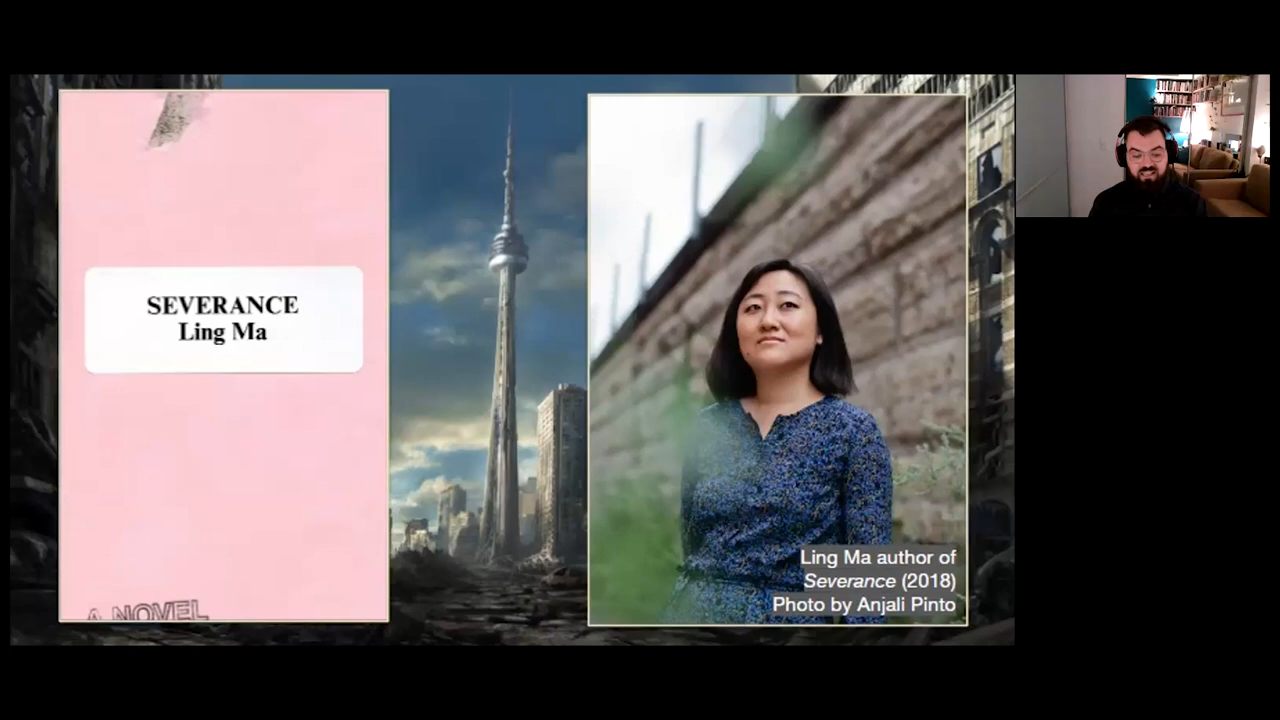 SEVERANCE
Ling Ma
A NOVEL
Ling Ma author of
Severance (2018)
Photo by Anjali Pinto